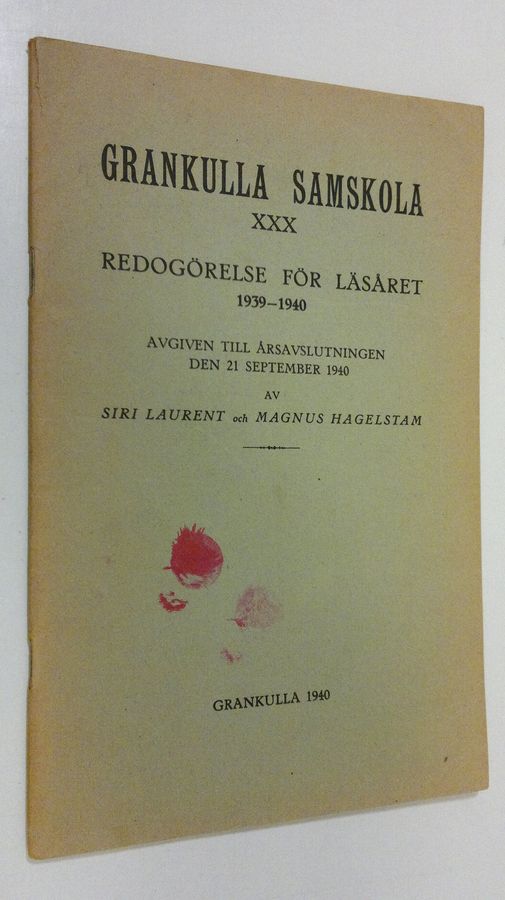 GRANKULLA SAMSKOLA
XXX
REDOGÖRELSE FÖR LÄSÅRET
1939–1940
AVGIVEN TILL ÅRSAVSLUTNINGEN
DEN 21 SEPTEMBER 1940
AV
SIRI LAURENT och MAGNUS HAGELSTAM
GRANKULLA 1940